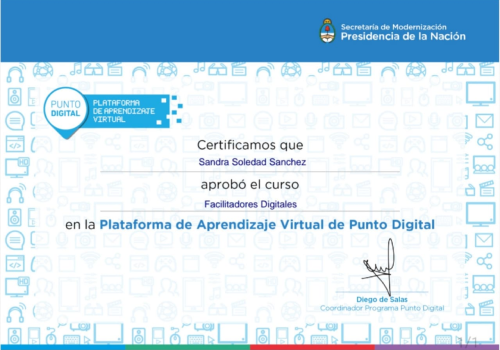 Secretaría de Modernización
Presidencia de la Nación
PUNTO
DIGITAL
PLATAFORMA
DE APRENDIZATE
VIRTUAL
Certificamos que
Sandra Soledad Sanchez
aprobó el curso
Facilitadores Digitales
en la Plataforma de Aprendizaje Virtual de Punto Digital
Diego de Salas
Coordinador Programa Punto Digital